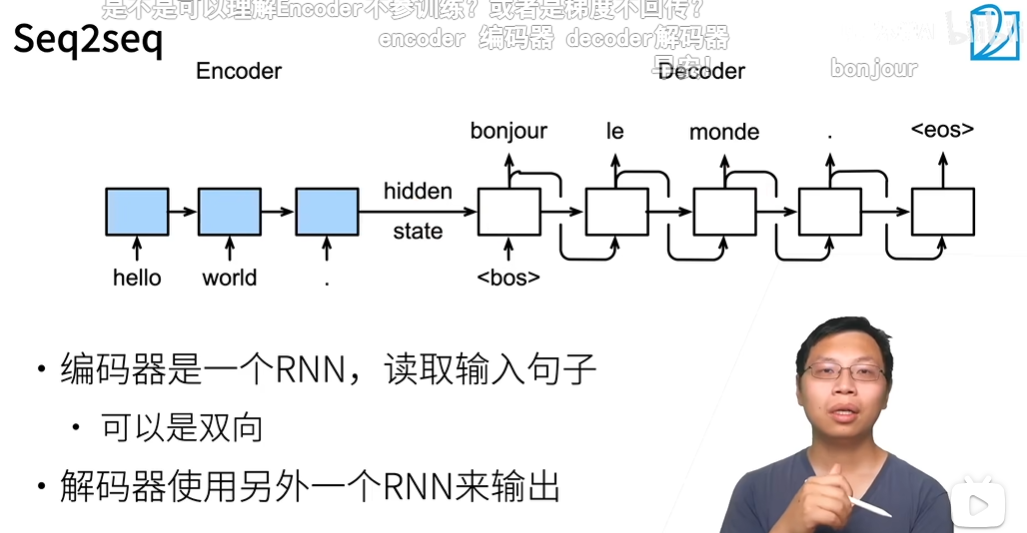 是不是可以理解Encoder不参训练？或者是梯度不回传？
Seq2seq
encoder 编码器 decoder解码器
Encoder
Decoder
bonjour
bonjour
le
monde
.
<eos>
hidden
state
hello
world
.
<bos>
• 编码器是一个RNN，读取输入句子
• 可以是双向
• 解码器使用另外一个RNN来输出